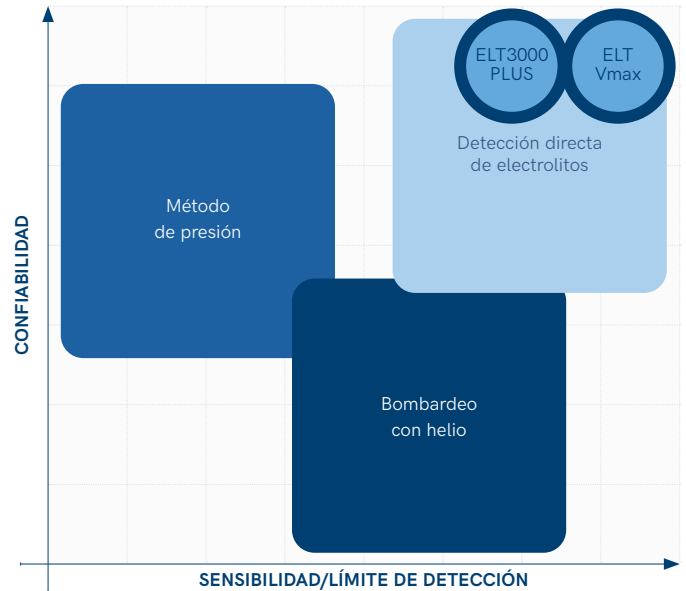 ELT3000
PLUS
ELT
Vmax
Detección directa
de electrolitos
Método
de presión
Bombardeo
con helio
CONFIABILIDAD
SENSIBILIDAD/LÍMITE DE DETECCIÓN